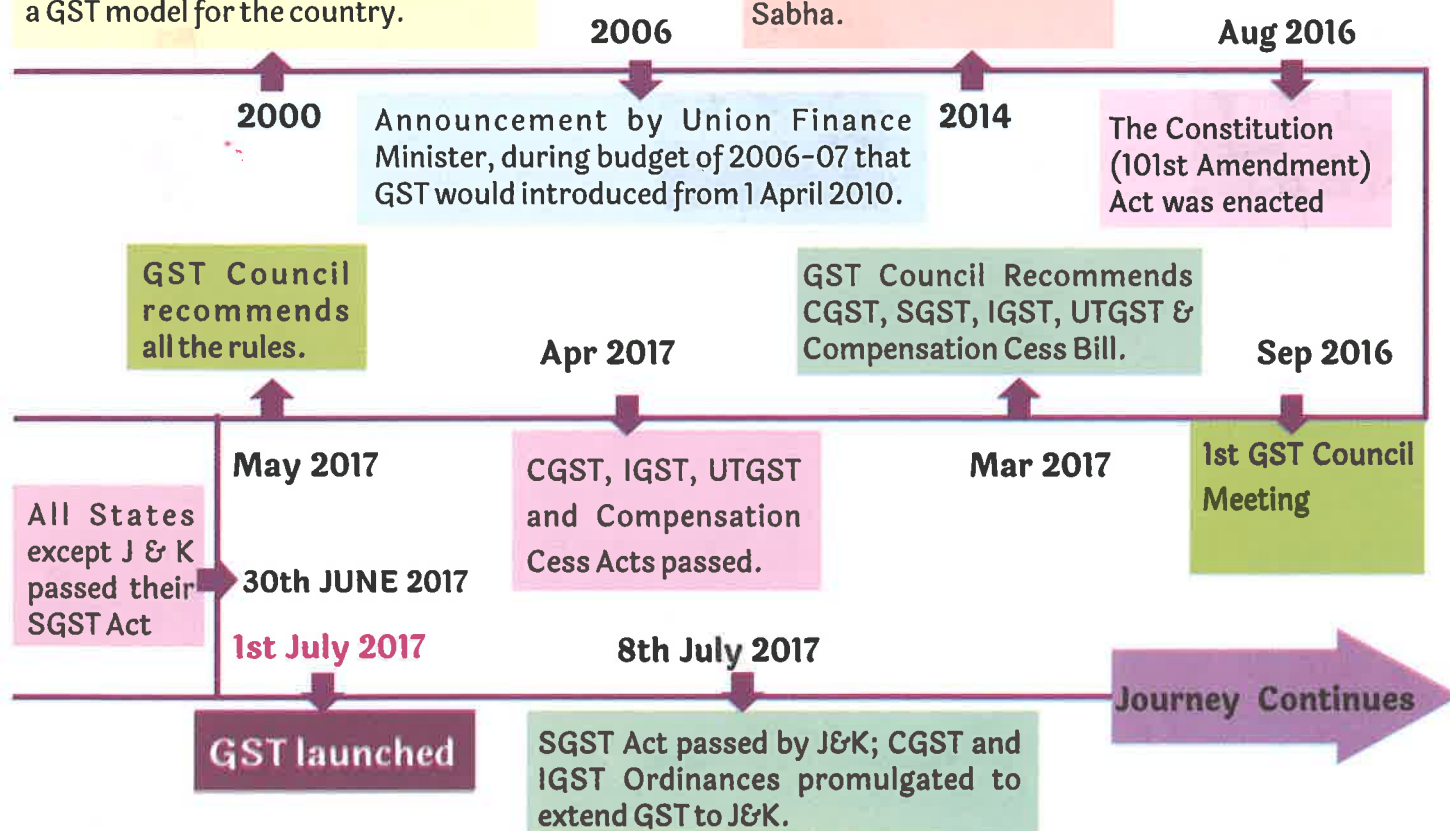 a GST model for the country.
Sabha.
2006
Aug 2016
2000
2014
Announcement by Union Finance
Minister, during budget of 2006-07 that
GST would introduced from 1 April 2010.
The Constitution
(101st Amendment)
Act was enacted
GST Council
recommends
all the rules.
GST Council Recommends
CGST, SGST, IGST, UTGST &
Compensation Cess Bill.
Apr 2017
Sep 2016
May 2017
CGST, IGST, UTGST
and Compensation
Cess Acts passed.
Mar 2017
1st GST Council
Meeting
All States
except J & K
passed their
SGST Act
30th JUNE 2017
1st July 2017
8th July 2017
Journey Continues
GST launched
SGST Act passed by J&K; CGST and
IGST Ordinances promulgated to
extend GST to J&K.